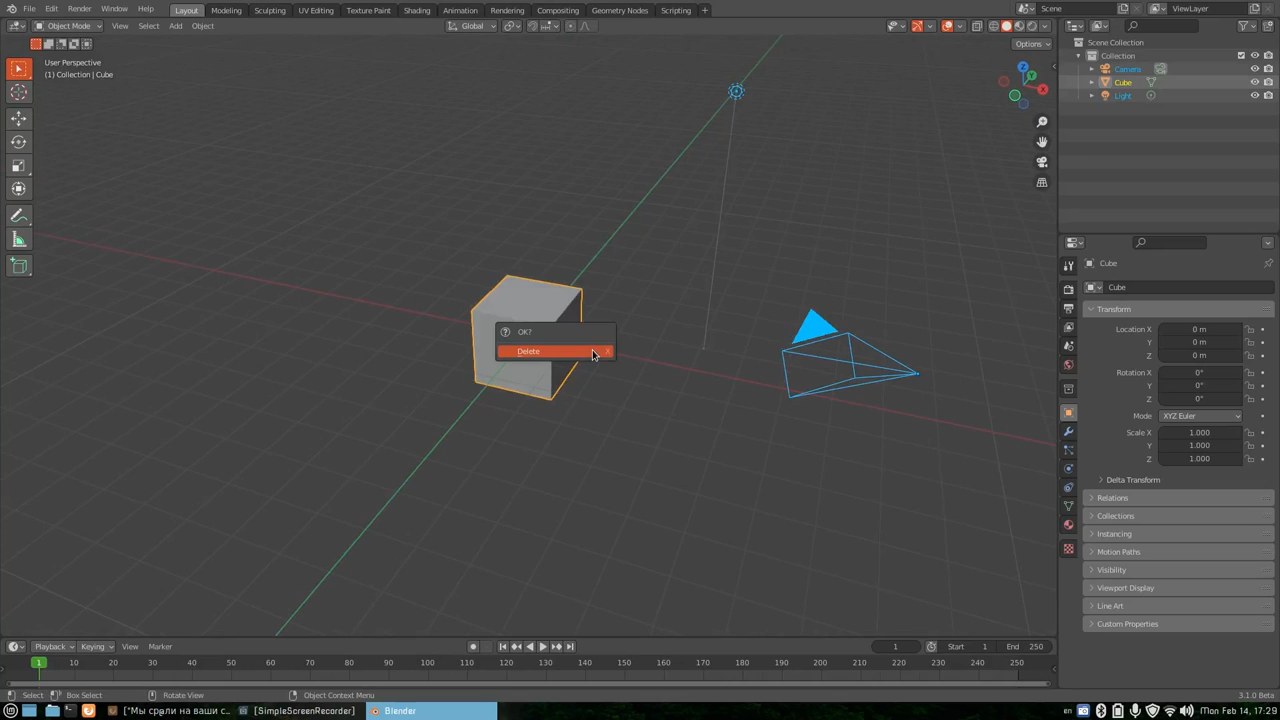 File Edit Render Window Help Layout Modeling Sculpting UV Editing Texture Paint Shading Animation Rendering Compositing Geometry Nodes Scripting Scene ViewLayer
Object Mode View Select Add Object Global
Options
User Perspective
(1) Collection | Cube
Z
Y
X
Scene Collection
Collection
Camera
Cube
Light
OK?
Delete X
Cube
Cube
Transform
Location X 0 m
Y 0 m
Z 0 m
Rotation X 0°
Y 0°
Z 0°
Mode XYZ Euler
Scale X 1.000
Y 1.000
Z 1.000
Delta Transform
Relations
Collections
Instancing
Motion Paths
Visibility
Viewport Display
Line Art
Custom Properties
Playback Keying View Marker 1 Start 1 End 250
1 10 20 30 40 50 60 70 80 90 100 110 120 130 140 150 160 170 180 190 200 210 220 230 240 250
Select Box Select Rotate View Object Context Menu 3.1.0 Beta
["Мы срали на ваши с... [SimpleScreenRecorder] Blender en Mon Feb 14, 17:29